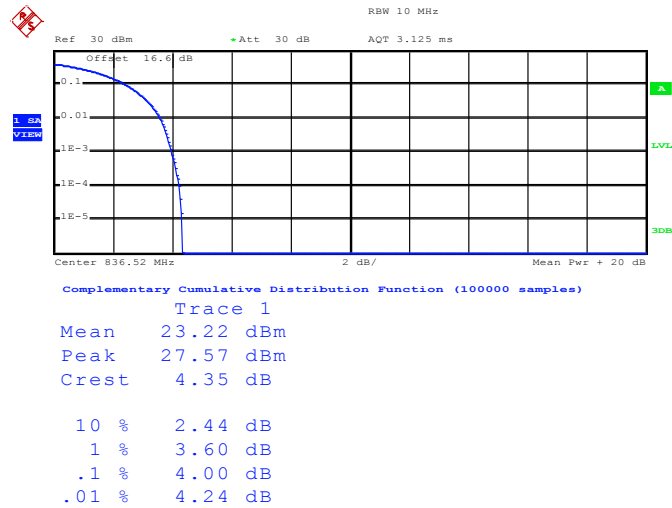 RBW 10 MHz
Ref 30 dBm *Att 30 dB AQT 3.125 ms
Offset 16.6 dB
0.1
A
0.01
1 SA
VIEW
1E-3
LVL
1E-4
1E-5
3DB
Center 836.52 MHz 2 dB/ Mean Pwr + 20 dB
Complementary Cumulative Distribution Function (100000 samples)
Trace 1
Mean 23.22 dBm
Peak 27.57 dBm
Crest 4.35 dB
10 % 2.44 dB
1 % 3.60 dB
.1 % 4.00 dB
.01 % 4.24 dB